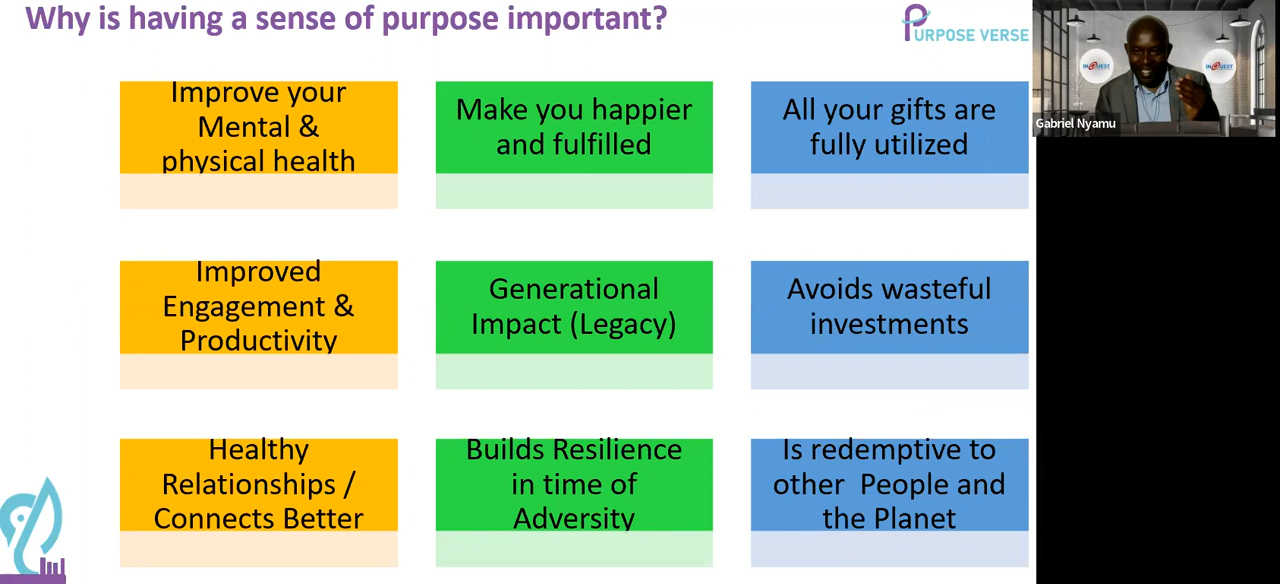 Why is having a sense of purpose important?
PURPOSE VERSE
Improve your
Mental &
physical health
Make you happier
and fulfilled
All your gifts are
fully utilized
Improved
Engagement &
Productivity
Generational
Impact (Legacy)
Avoids wasteful
investments
Healthy
Relationships /
Connects Better
Builds Resilience
in time of
Adversity
Is redemptive to
other  People and
the Planet
Gabriel Nyamu